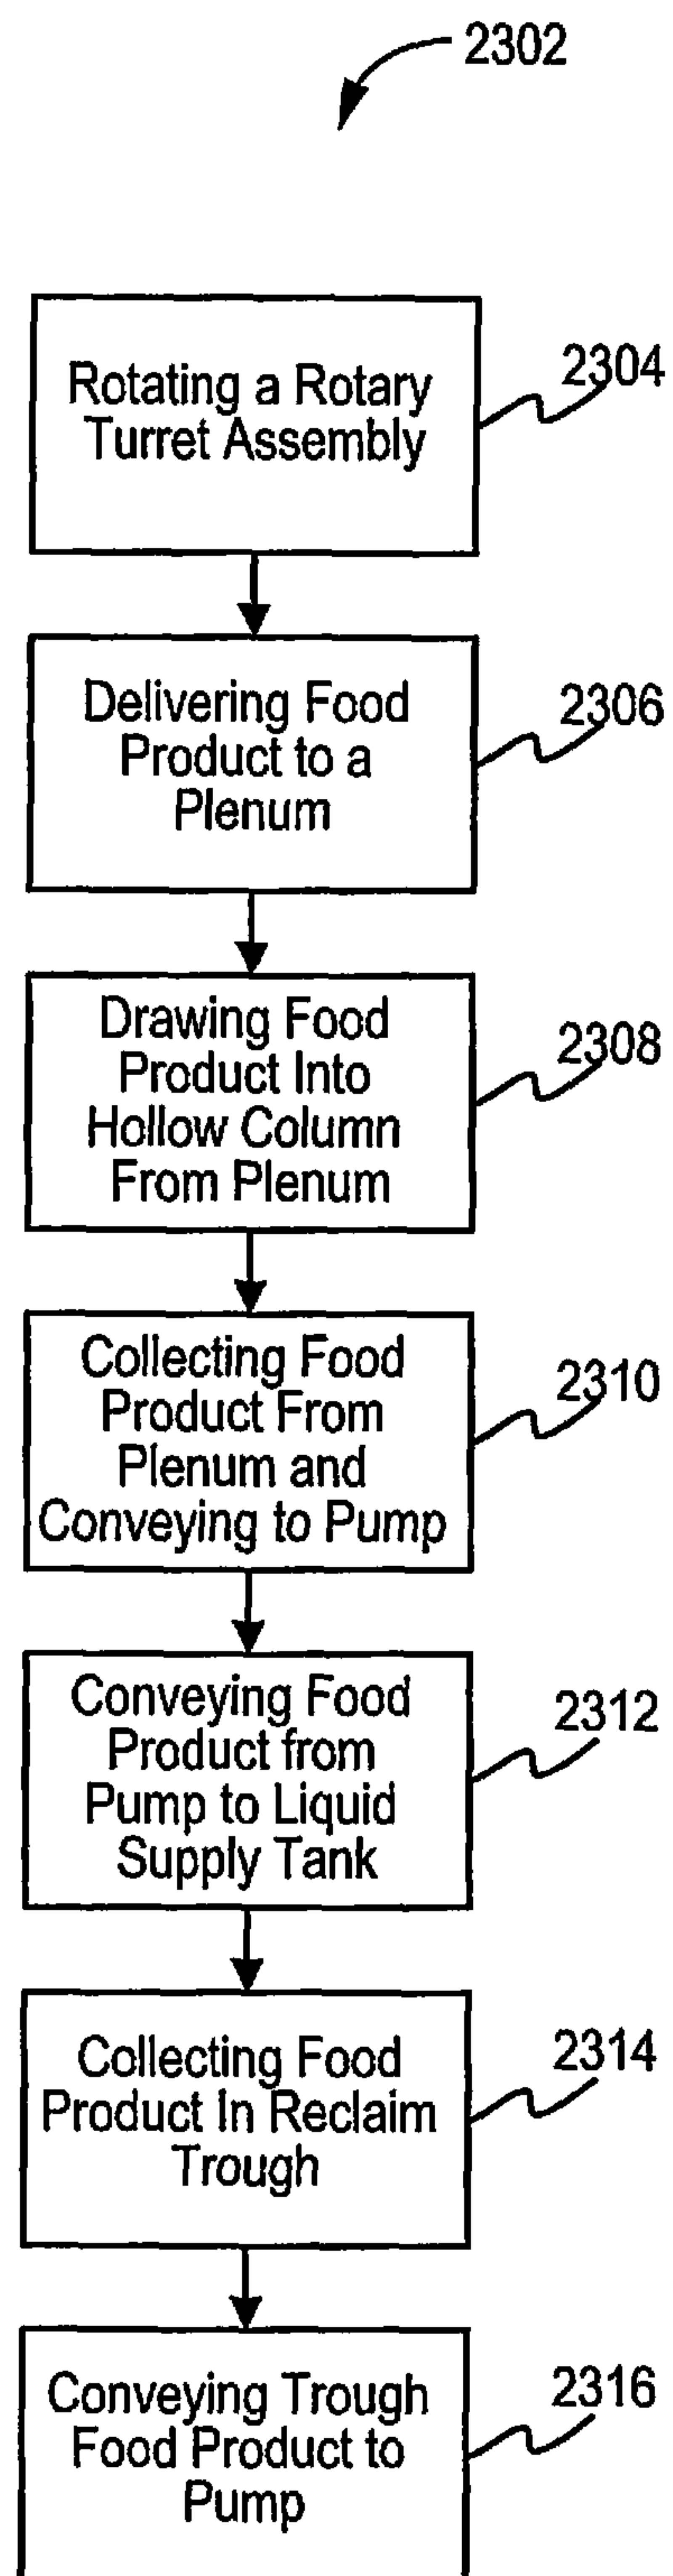 2302
Rotating a Rotary
Turret Assembly
2304
Delivering Food
Product to a
Plenum
2306
Drawing Food
Product Into
Hollow Column
From Plenum
2308
Collecting Food
Product From
Plenum and
Conveying to Pump
2310
Conveying Food
Product from
Pump to Liquid
Supply Tank
2312
Collecting Food
Product In Reclaim
Trough
2314
Conveying Trough
Food Product to
Pump
2316